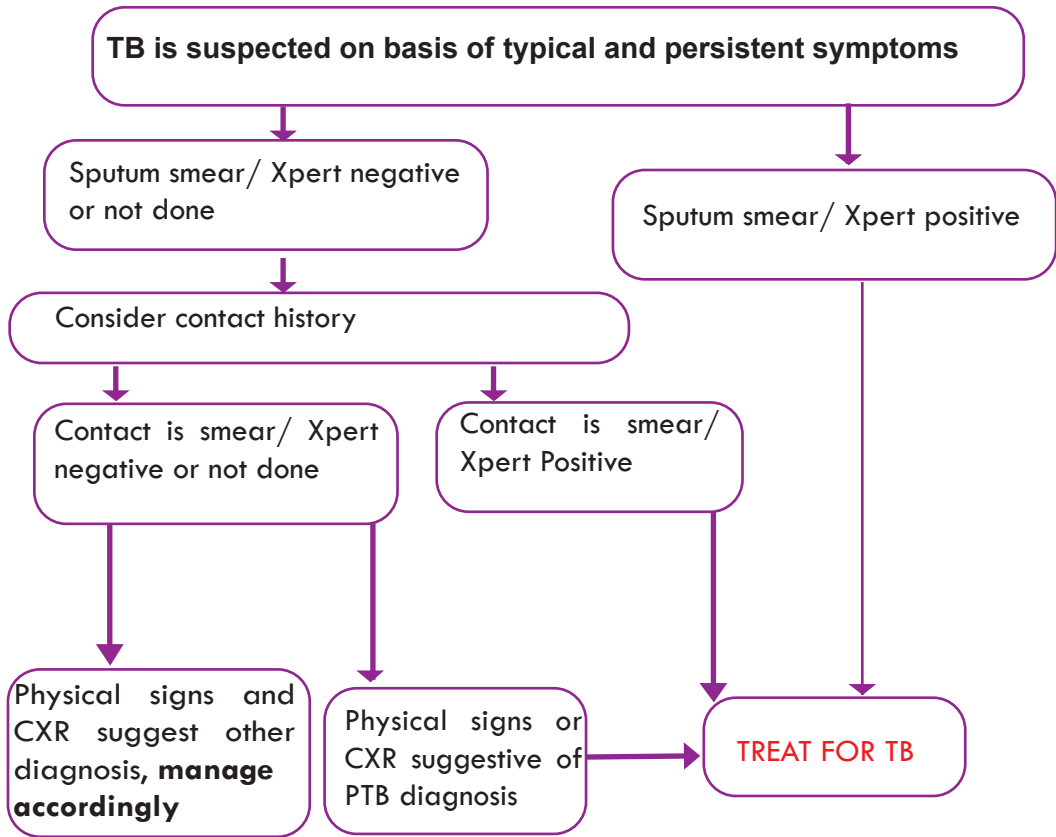 TB is suspected on basis of typical and persistent symptoms
Sputum smear/ Xpert negative
or not done
Sputum smear/ Xpert positive
Consider contact history
Contact is smear/ Xpert
negative or not done
Contact is smear/
Xpert Positive
Physical signs and
CXR suggest other
diagnosis, manage
accordingly
Physical signs or
CXR suggestive of
PTB diagnosis
TREAT FOR TB